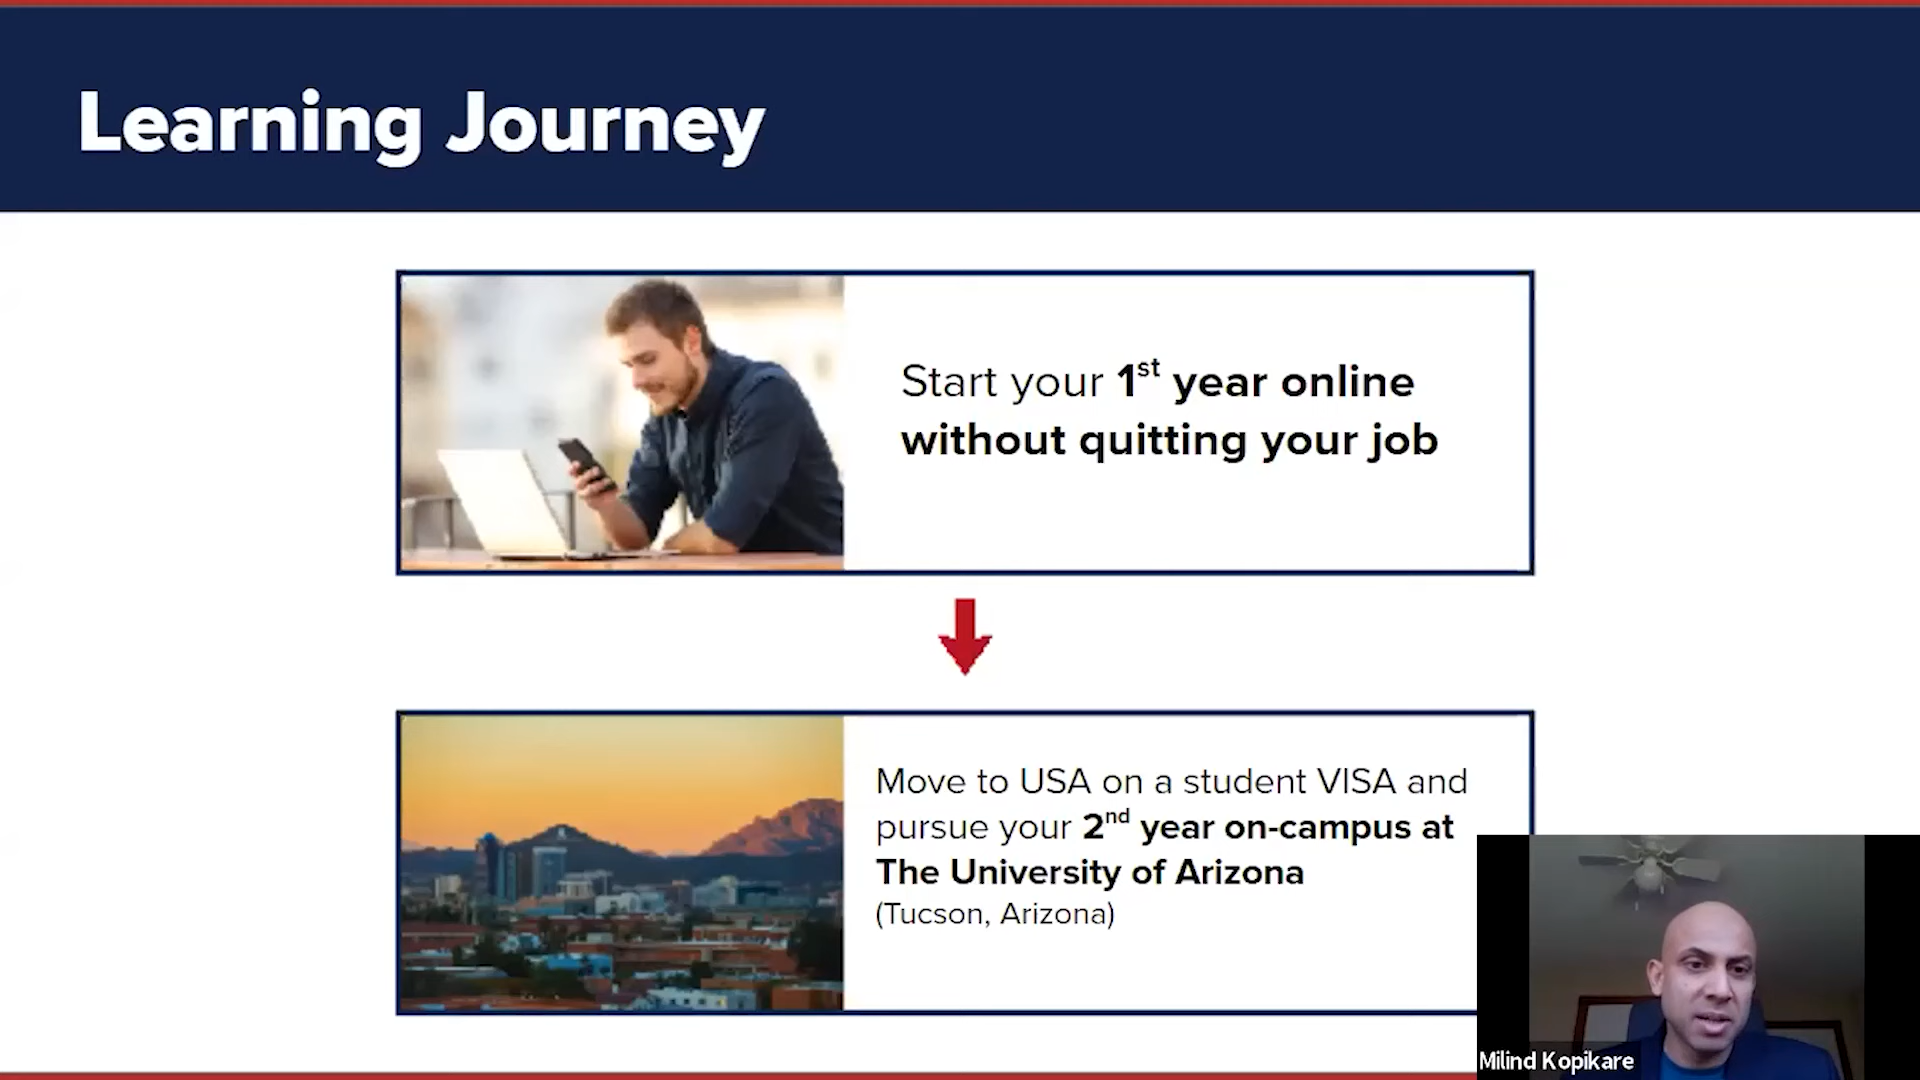 Learning Journey
Start your 1st year online
without quitting your job
Move to USA on a student VISA and
pursue your 2nd year on-campus at
The University of Arizona
(Tucson, Arizona)
Milind Kopikare